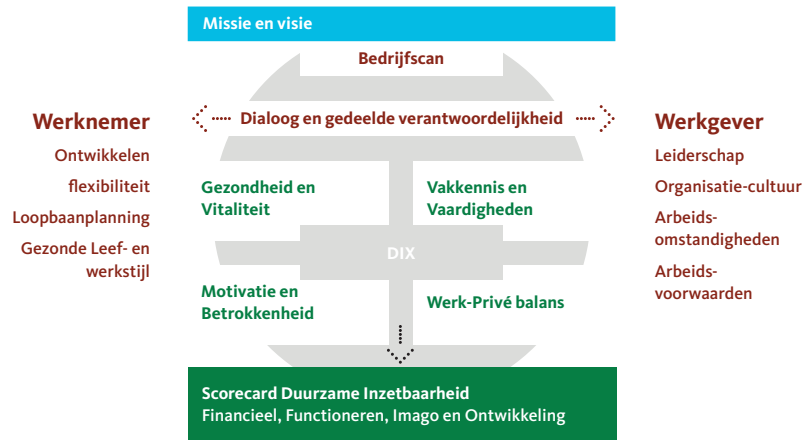 Missie en visie
Bedrijfscan
Dialoog en gedeelde verantwoordelijkheid
Werknemer
Ontwikkelen
flexibiliteit
Loopbaanplanning
Gezonde Leef- en
werkstijl
Gezondheid en
Vitaliteit
Vakkennis en
Vaardigheden
DIX
Motivatie en
Betrokkenheid
Werk-Privé balans
Werkgever
Leiderschap
Organisatie-cultuur
Arbeids-
omstandigheden
Arbeids-
voorwaarden
Scorecard Duurzame Inzetbaarheid
Financieel, Functioneren, Imago en Ontwikkeling